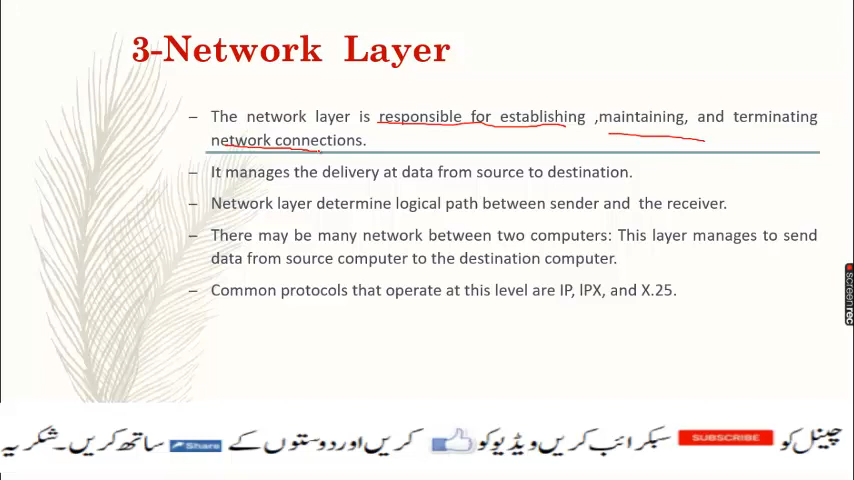 3-Network Layer
– The network layer is responsible for establishing ,maintaining, and terminating
network connections.
– It manages the delivery at data from source to destination.
– Network layer determine logical path between sender and the receiver.
– There may be many network between two computers: This layer manages to send
data from source computer to the destination computer.
– Common protocols that operate at this level are IP, IPX, and X.25.
screenrec
چینل کو SUBSCRIBE سبکرائب کریں ویڈیو کو کریں اور دوستوں کے Share ساتھ کریں۔ شکریہ